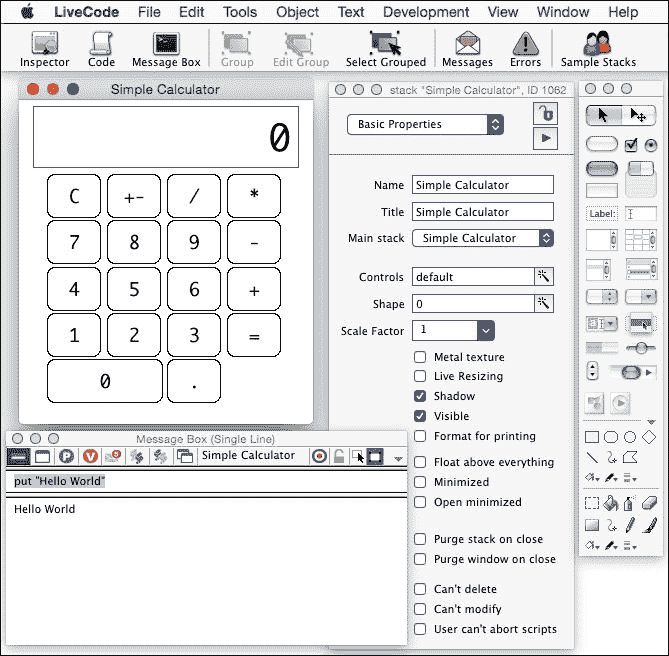 LiveCode File Edit Tools Object Text Development View Window Help
Inspector Code Message Box Group Edit Group Select Grouped Messages Errors Sample Stacks
Simple Calculator
0
C +- / *
7 8 9 -
4 5 6 +
1 2 3 =
0 .
stack "Simple Calculator", ID 1062
Basic Properties
Name Simple Calculator
Title Simple Calculator
Main stack Simple Calculator
Controls default
Shape 0
Scale Factor 1
Metal texture
Live Resizing
Shadow
Visible
Format for printing
Float above everything
Minimized
Open minimized
Purge stack on close
Purge window on close
Can't delete
Can't modify
User can't abort scripts
Label:
Message Box (Single Line)
P V Simple Calculator
put "Hello World"
Hello World